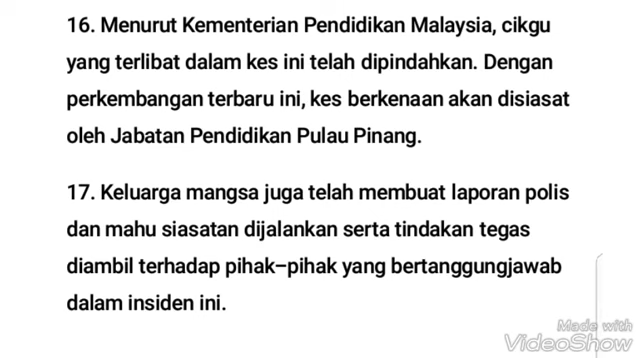 16. Menurut Kementerian Pendidikan Malaysia, cikgu
yang terlibat dalam kes ini telah dipindahkan. Dengan
perkembangan terbaru ini, kes berkenaan akan disiasat
oleh Jabatan Pendidikan Pulau Pinang.
17. Keluarga mangsa juga telah membuat laporan polis
dan mahu siasatan dijalankan serta tindakan tegas
diambil terhadap pihak–pihak yang bertanggungjawab
dalam insiden ini.
Made with
VideoShow